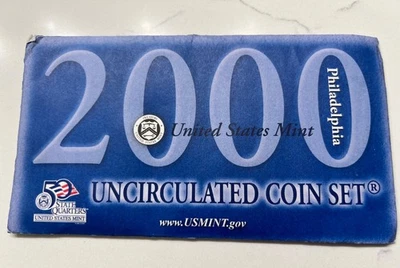 2000
Philadelphia
United States Mint
50
STATE
QUARTERS
UNITED STATES MINT
UNCIRCULATED COIN SET®
www.USMINT.gov